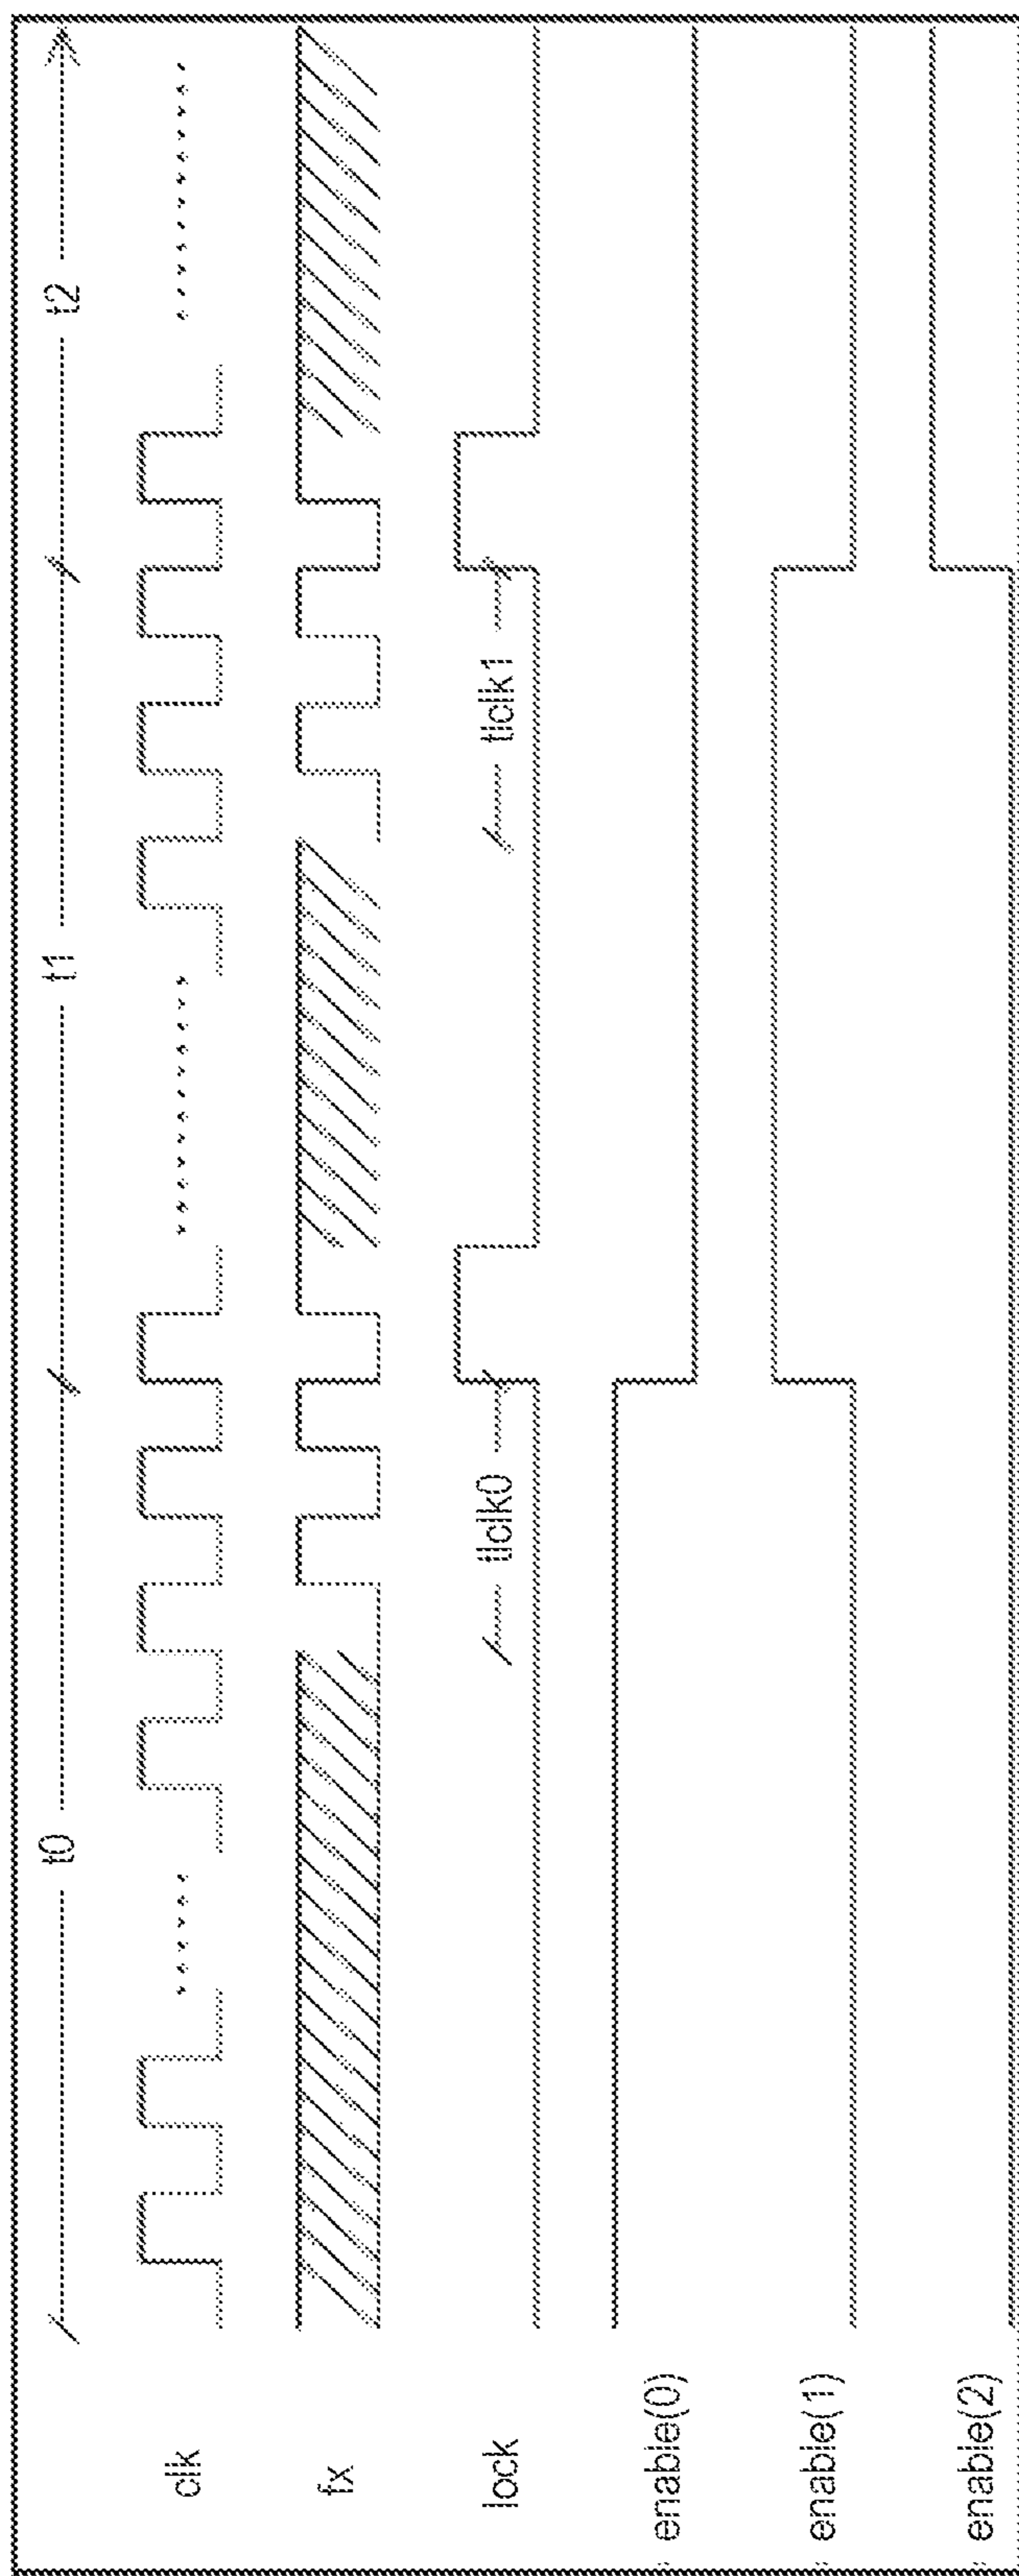 t0 t1 t2
clk
fx
lock
tlclk0 tlclk1
enable(0)
enable(1)
enable(2)